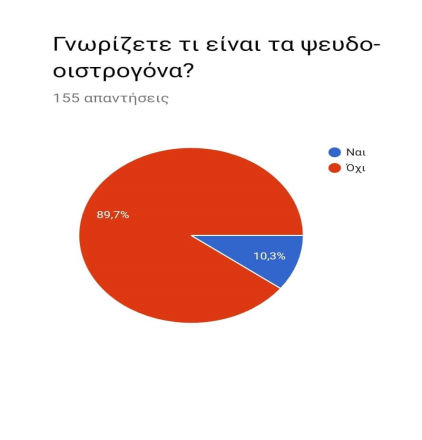 Γνωρίζετε τι είναι τα ψευδο-
οιστρογόνα?
155 απαντήσεις
Ναι
Όχι
89,7%
10,3%